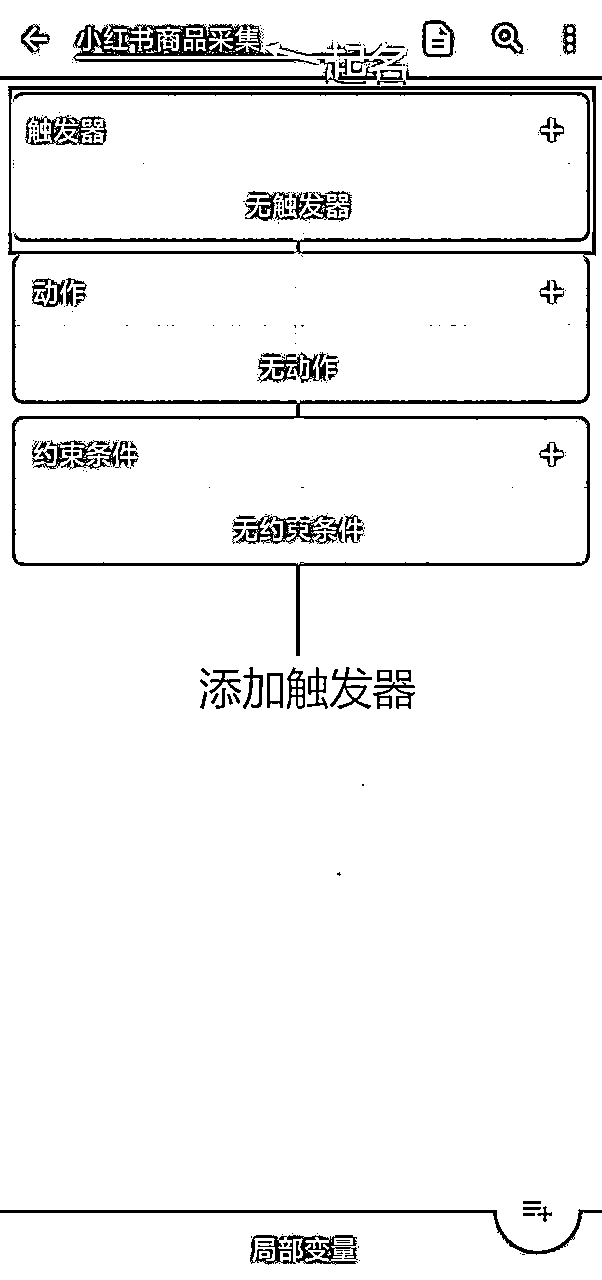 小红书商品采集
起名
触发器
无触发器
动作
无动作
约束条件
无约束条件
添加触发器
局部变量